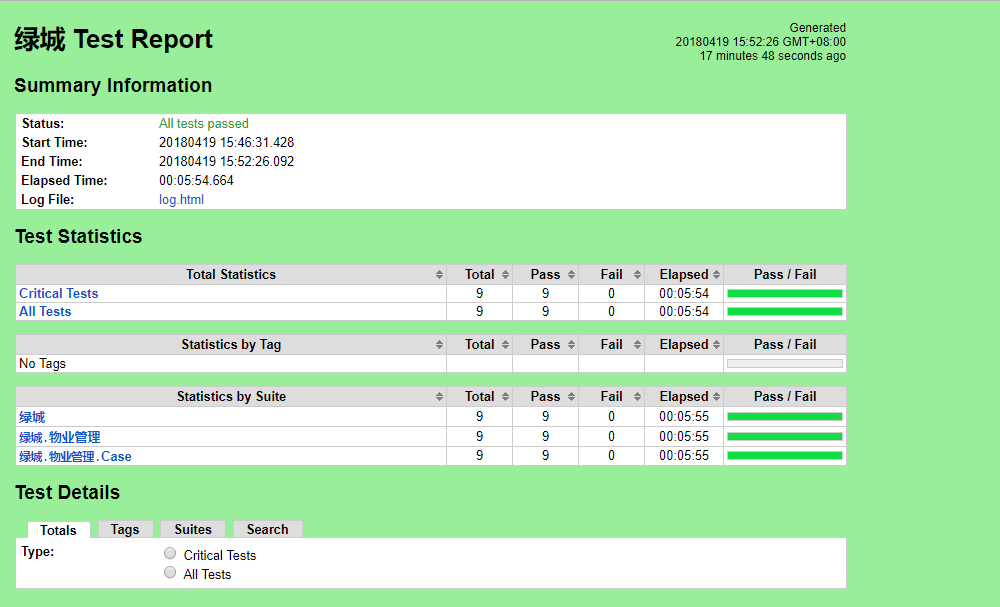 绿城 Test Report
Generated
20180419 15:52:26 GMT+08:00
17 minutes 48 seconds ago
Summary Information
Status: All tests passed
Start Time: 20180419 15:46:31.428
End Time: 20180419 15:52:26.092
Elapsed Time: 00:05:54.664
Log File: log.html
Test Statistics
Total Statistics Total Pass Fail Elapsed Pass / Fail
Critical Tests 9 9 0 00:05:54
All Tests 9 9 0 00:05:54
Statistics by Tag Total Pass Fail Elapsed Pass / Fail
No Tags
Statistics by Suite Total Pass Fail Elapsed Pass / Fail
绿城 9 9 0 00:05:55
绿城.物业管理 9 9 0 00:05:55
绿城.物业管理.Case 9 9 0 00:05:55
Test Details
Totals Tags Suites Search
Type: Critical Tests
All Tests